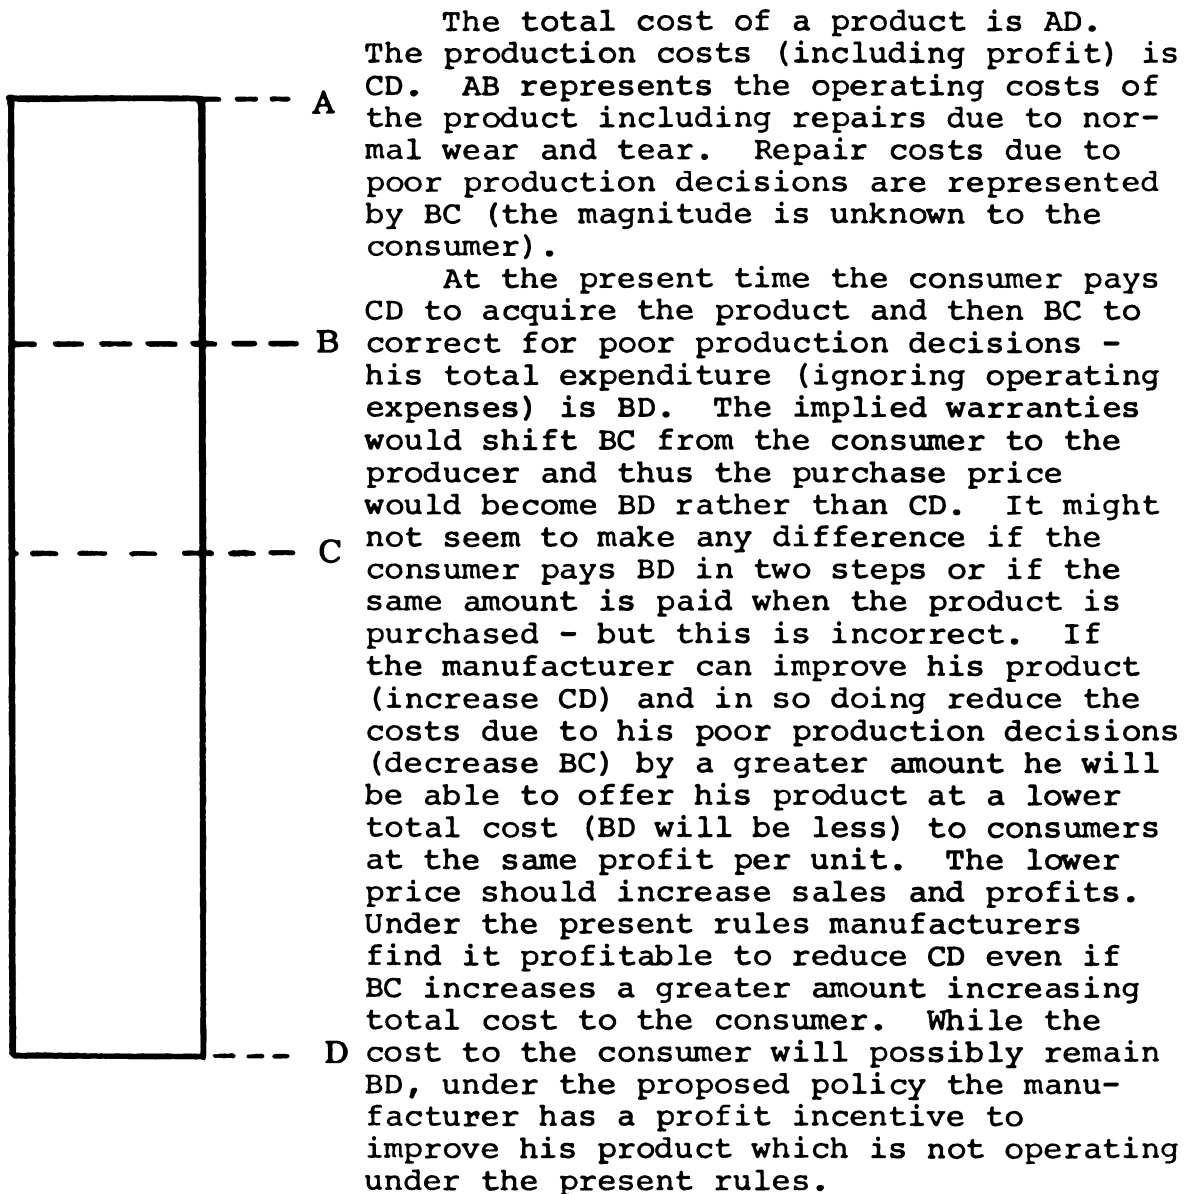 The total cost of a product is AD.
The production costs (including profit) is
CD. AB represents the operating costs of
A
the product including repairs due to nor-
mal wear and tear. Repair costs due to
poor production decisions are represented
by BC (the magnitude is unknown to the
consumer).
At the present time the consumer pays
CD to acquire the product and then BC to
B
correct for poor production decisions -
his total expenditure (ignoring operating
expenses) is BD. The implied warranties
would shift BC from the consumer to the
producer and thus the purchase price
would become BD rather than CD. It might
C
not seem to make any difference if the
consumer pays BD in two steps or if the
same amount is paid when the product is
purchased - but this is incorrect. If
the manufacturer can improve his product
(increase CD) and in so doing reduce the
costs due to his poor production decisions
(decrease BC) by a greater amount he will
be able to offer his product at a lower
total cost (BD will be less) to consumers
at the same profit per unit. The lower
price should increase sales and profits.
Under the present rules manufacturers
find it profitable to reduce CD even if
BC increases a greater amount increasing
total cost to the consumer. While the
D
cost to the consumer will possibly remain
BD, under the proposed policy the manu-
facturer has a profit incentive to
improve his product which is not operating
under the present rules.